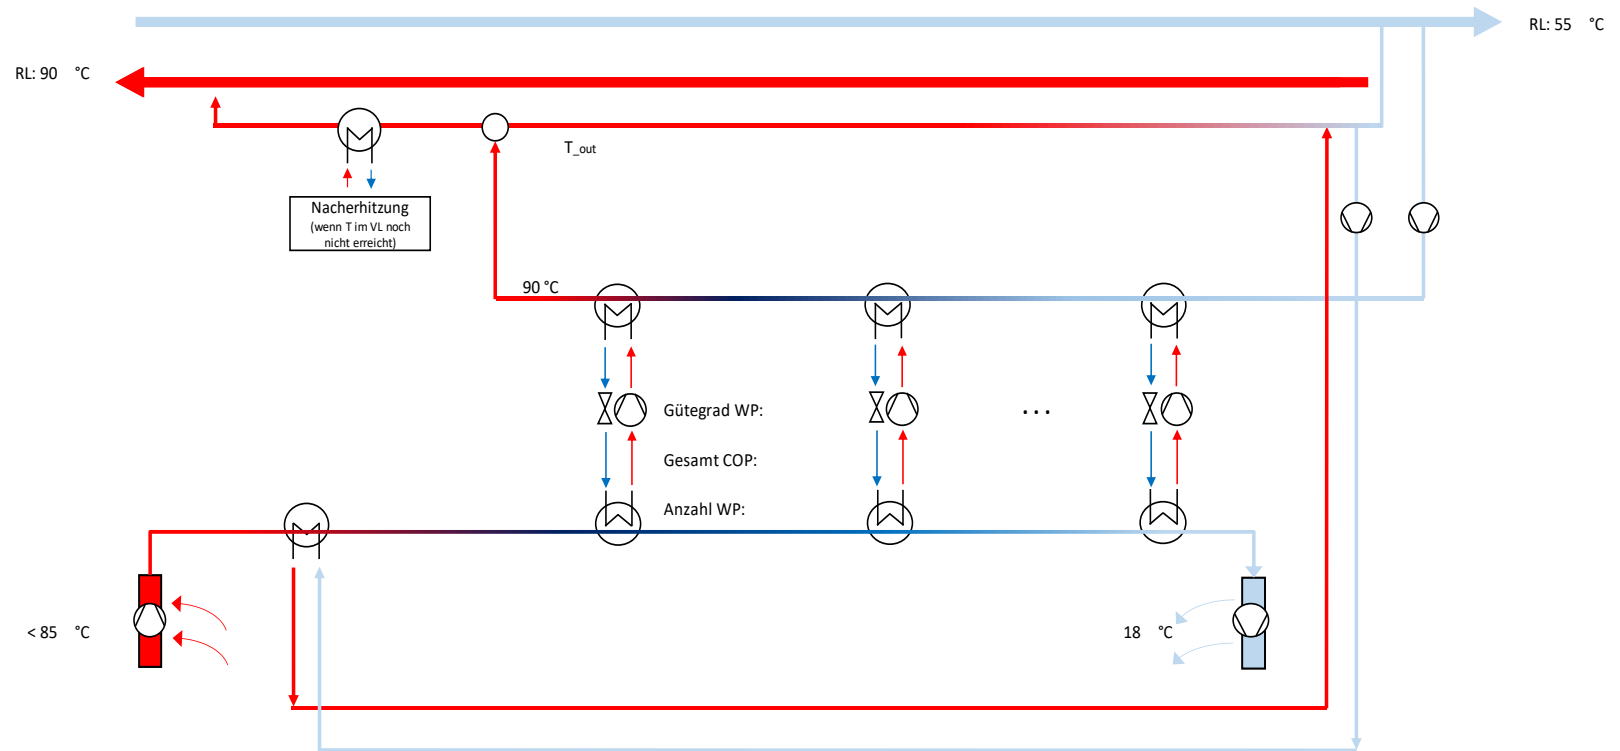 RL: 55 °C
RL: 90 °C
T_out
Nacherhitzung
(wenn T im VL noch
nicht erreicht)
90 °C
Gütegrad WP:
...
Gesamt COP:
Anzahl WP:
< 85 °C
18 °C